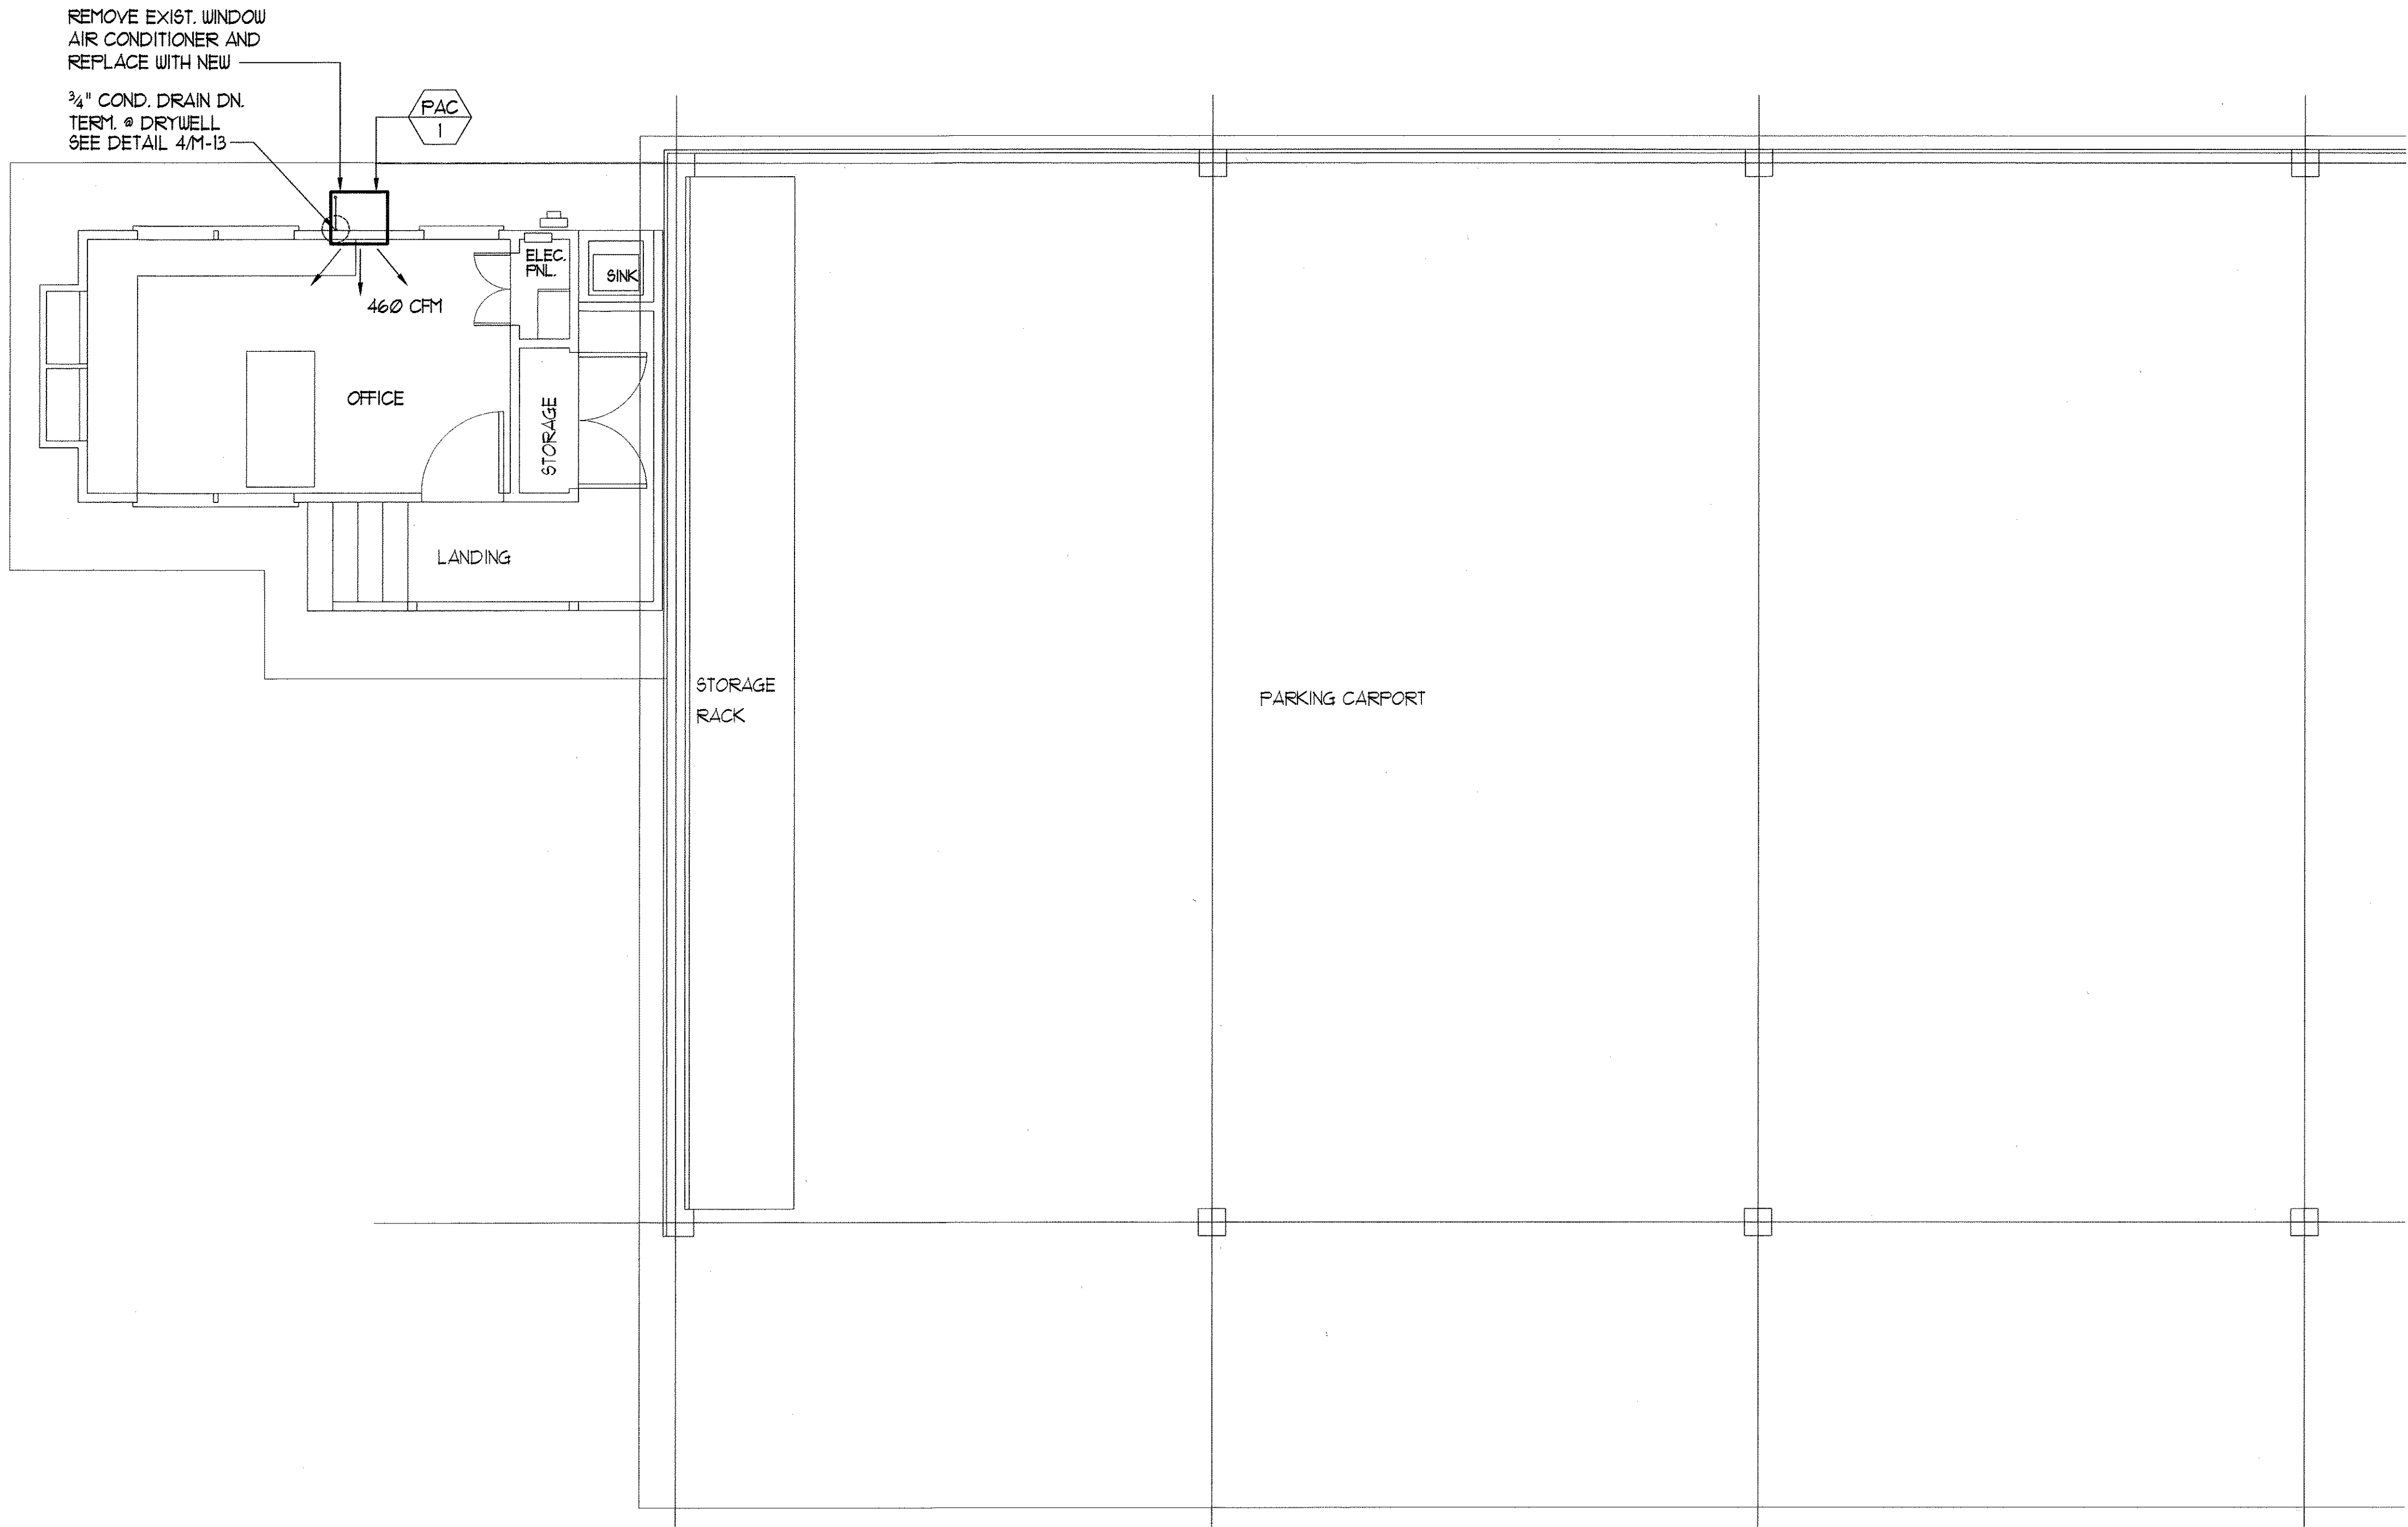 REMOVE EXIST. WINDOW
AIR CONDITIONER AND
REPLACE WITH NEW
¾" COND. DRAIN DN.
TERM. @ DRYWELL
SEE DETAIL 4/M-13
PAC
1
ELEC.
PNL.
SINK
460 CFM
OFFICE
STORAGE
LANDING
STORAGE
RACK
PARKING CARPORT